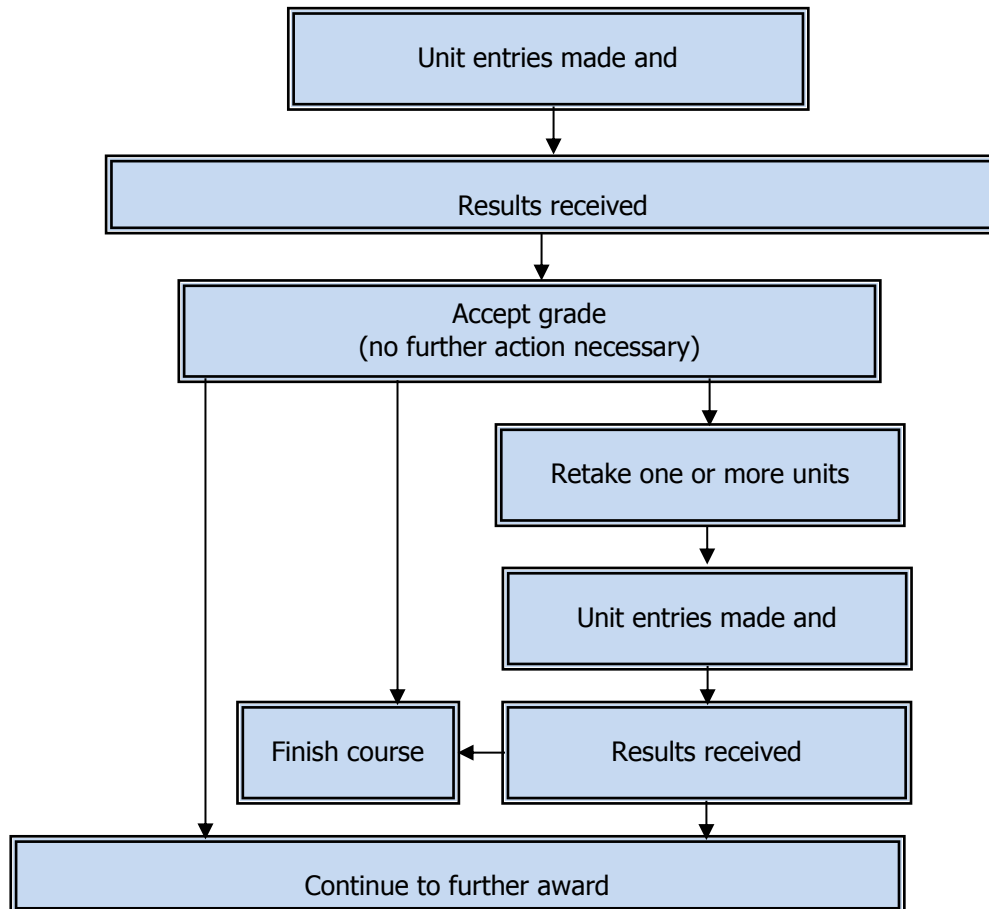 Unit entries made and
Results received
Accept grade
(no further action necessary)
Retake one or more units
Unit entries made and
Finish course
Results received
Continue to further award